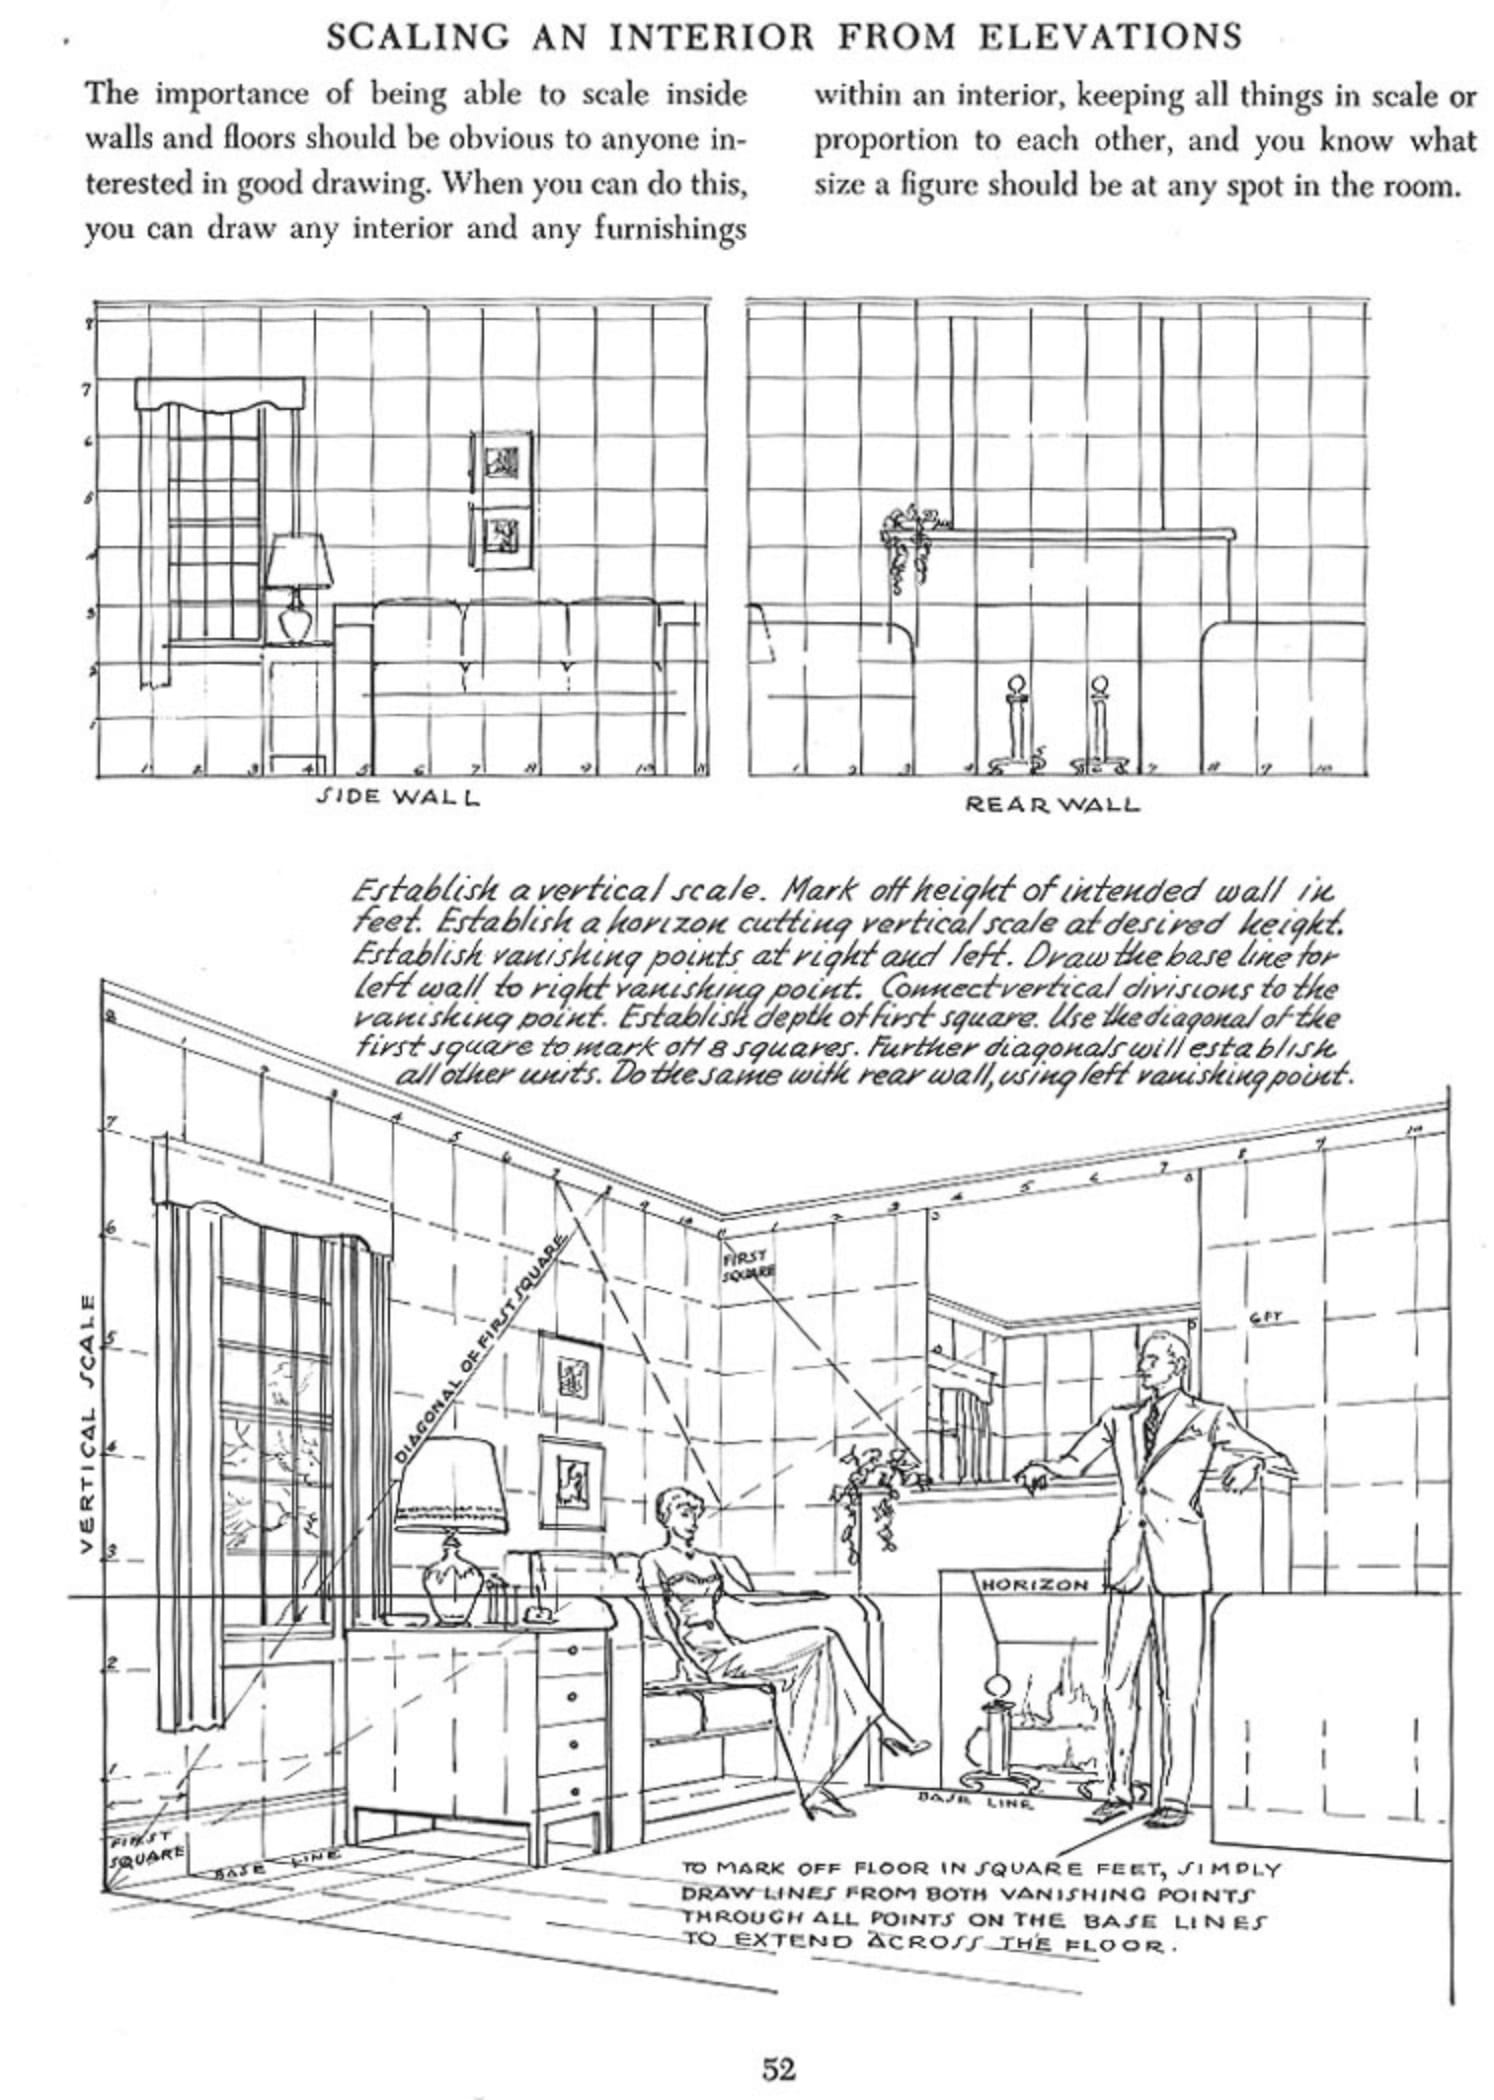 SCALING AN INTERIOR FROM ELEVATIONS
The importance of being able to scale inside
walls and floors should be obvious to anyone in-
terested in good drawing. When you can do this,
you can draw any interior and any furnishings
within an interior, keeping all things in scale or
proportion to each other, and you know what
size a figure should be at any spot in the room.
8
7
6
5
4
3
2
1
1 2 3 4 5 6 7 8 9 10 11
SIDE WALL
1 2 3 4 5 6 7 8 9 10
REAR WALL
Establish a vertical scale. Mark off height of intended wall in
feet. Establish a horizon cutting vertical scale at desired height.
Establish vanishing points at right and left. Draw the base line for
left wall to right vanishing point. Connect vertical divisions to the
vanishing point. Establish depth of first square. Use the diagonal of the
first square to mark off 8 squares. Further diagonals will establish
all other units. Do the same with rear wall, using left vanishing point.
8
7
6
5
4
3
2
1
VERTICAL SCALE
1 2 3 4 5 6 7 8 9 10 11
1 2 3 4 5 6 7 8 9 10
DIAGONAL OF FIRST SQUARE
FIRST
SQUARE
6 FT
HORIZON
BASE LINE
FIRST
SQUARE
BASE LINE
TO MARK OFF FLOOR IN SQUARE FEET, SIMPLY
DRAW LINES FROM BOTH VANISHING POINTS
THROUGH ALL POINTS ON THE BASE LINES
TO EXTEND ACROSS THE FLOOR.
52